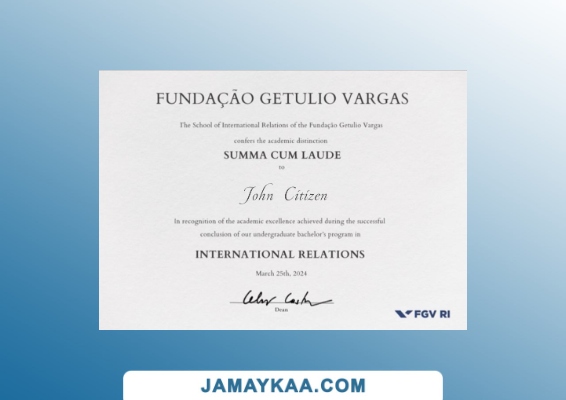 FUNDAÇÃO GETULIO VARGAS
The School of International Relations of the Fundação Getulio Vargas
confers the academic distinction
SUMMA CUM LAUDE
to
John Citizen
In recognition of the academic excellence achieved during the successful
conclusion of our undergraduate bachelor's program in
INTERNATIONAL RELATIONS
March 25th, 2024
Dean
FGV RI
JAMAYKAA.COM